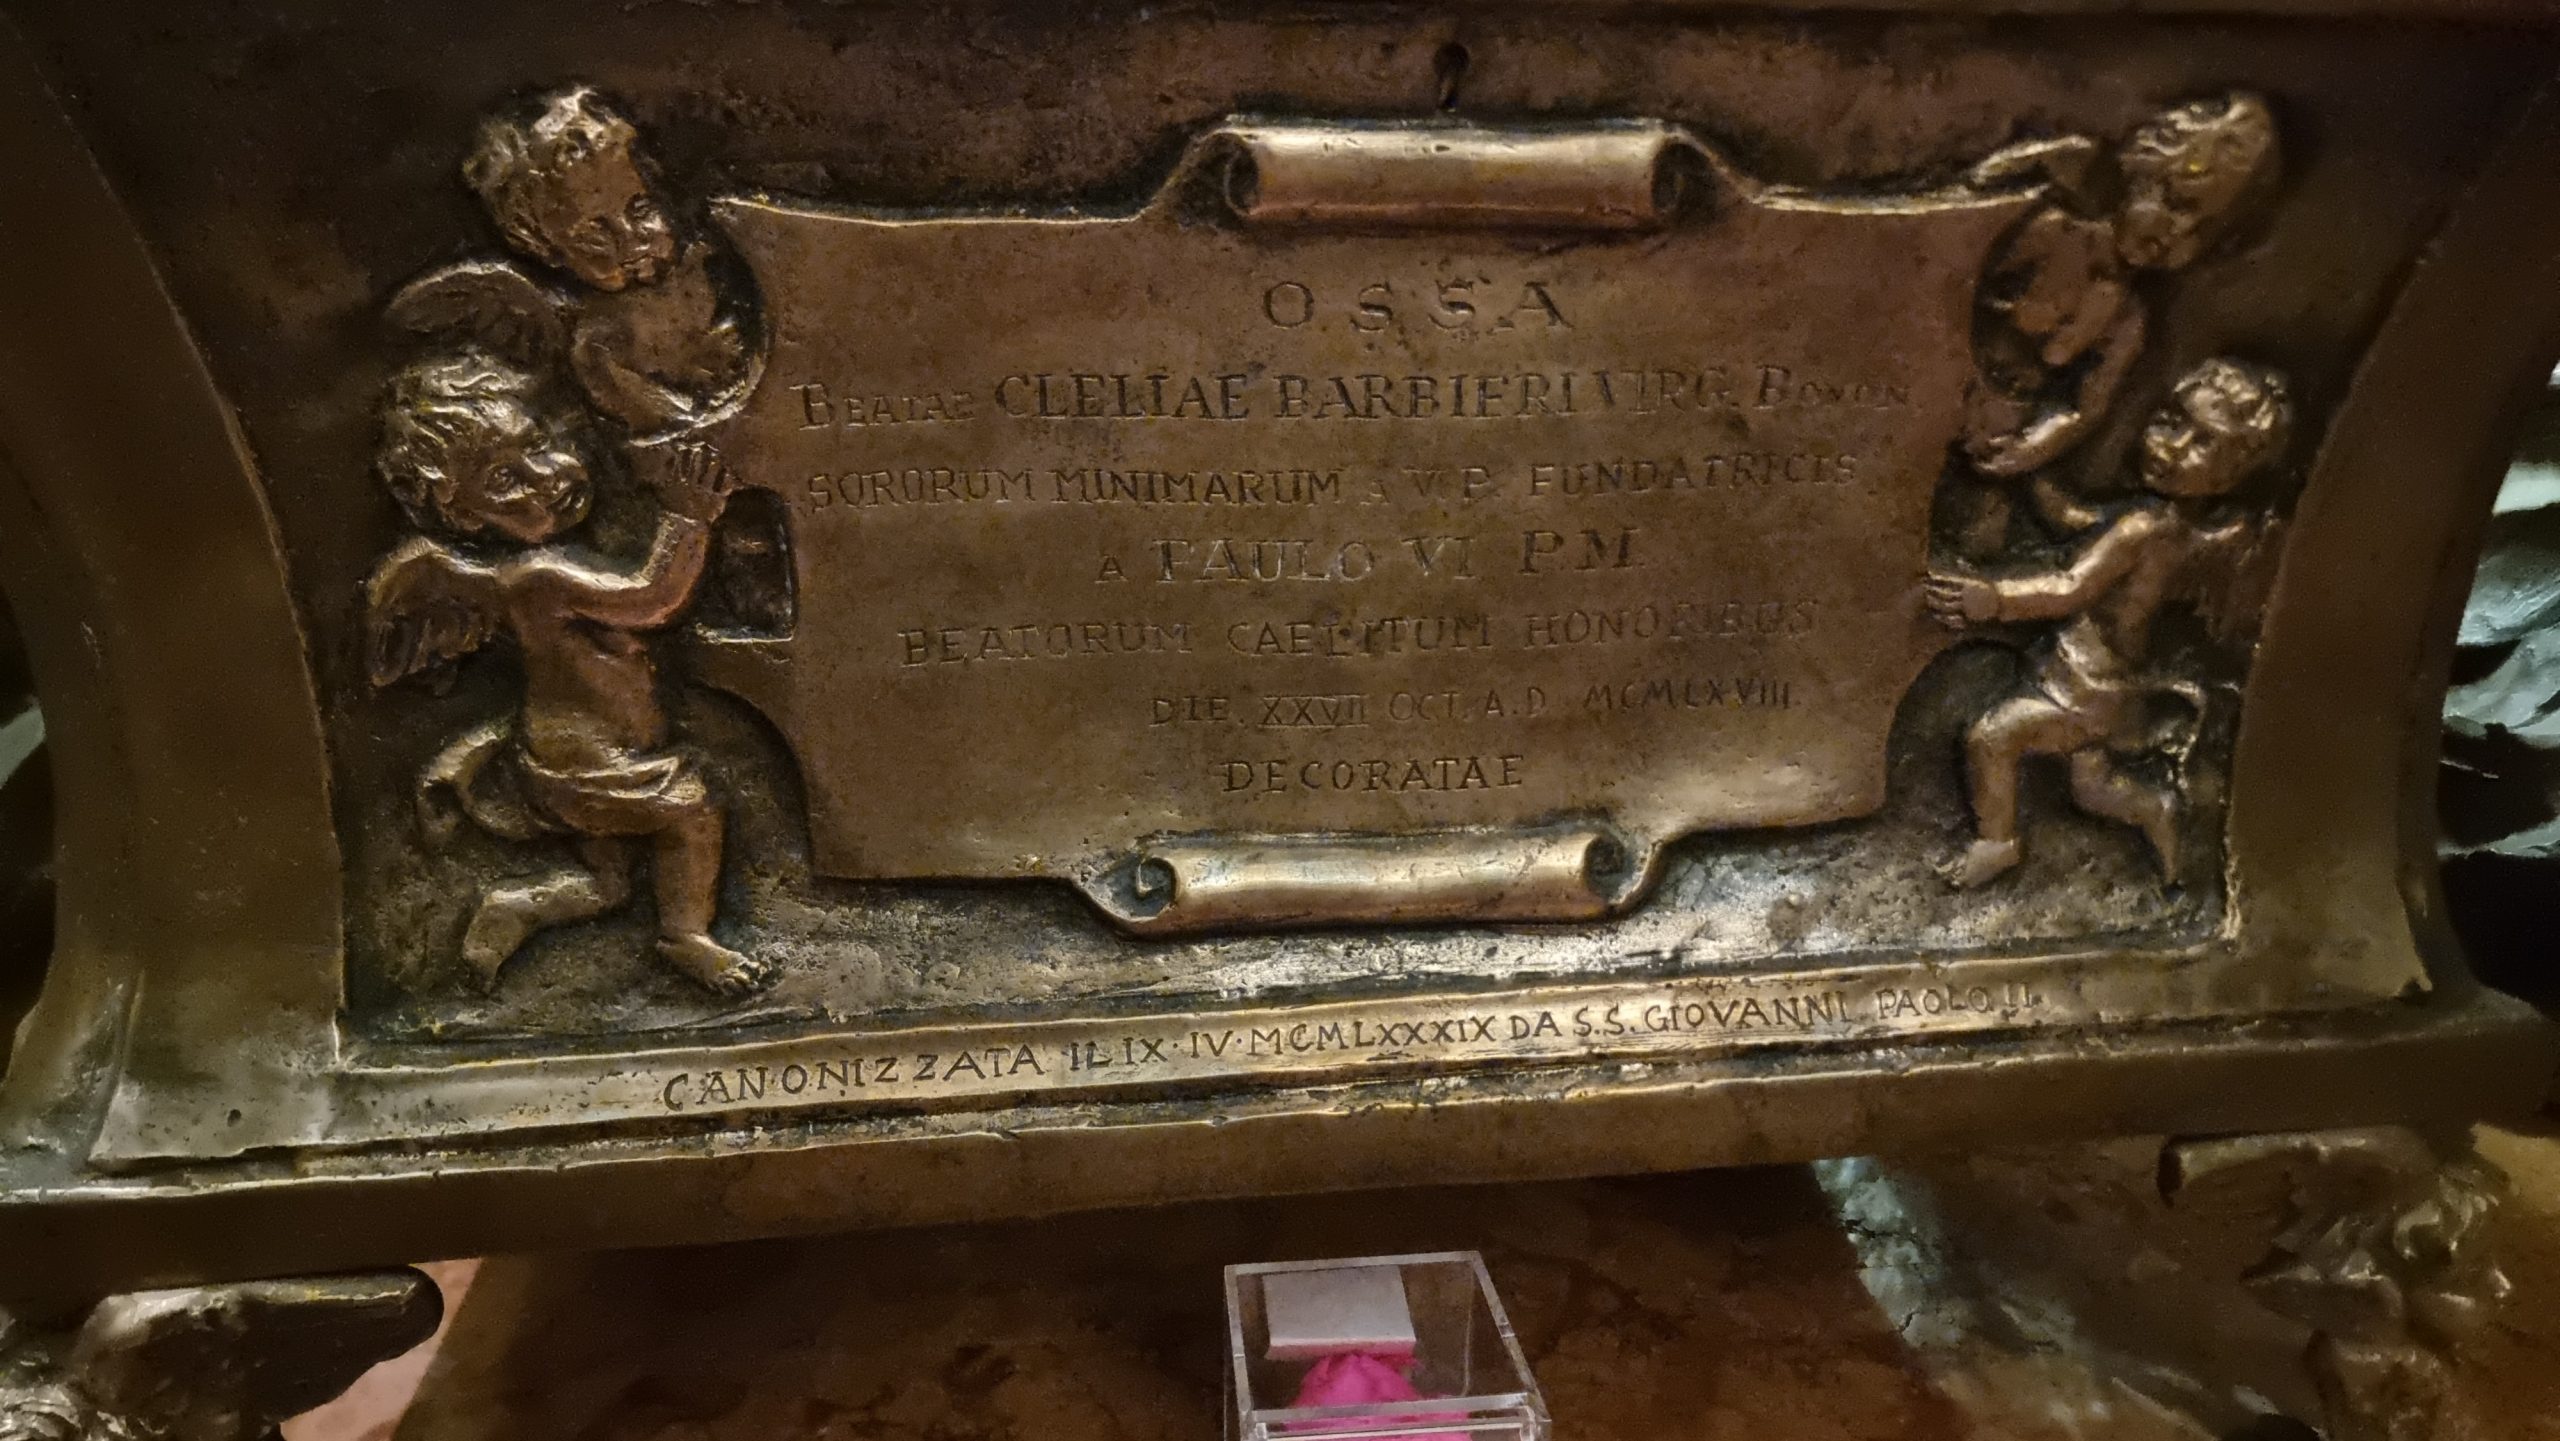 OSSA
BEATAE CLELIAE BARBIERI VIRG. BONON.
SORORUM MINIMARUM A V. P. FUNDATRICIS
A PAULO VI P.M.
BEATORUM CAELITUM HONORIBUS
DIE XXVII OCT. A.D. MCMLXVIII.
DECORATAE
CANONIZZATA IL IX·IV·MCMLXXXIX DA S.S. GIOVANNI PAOLO II